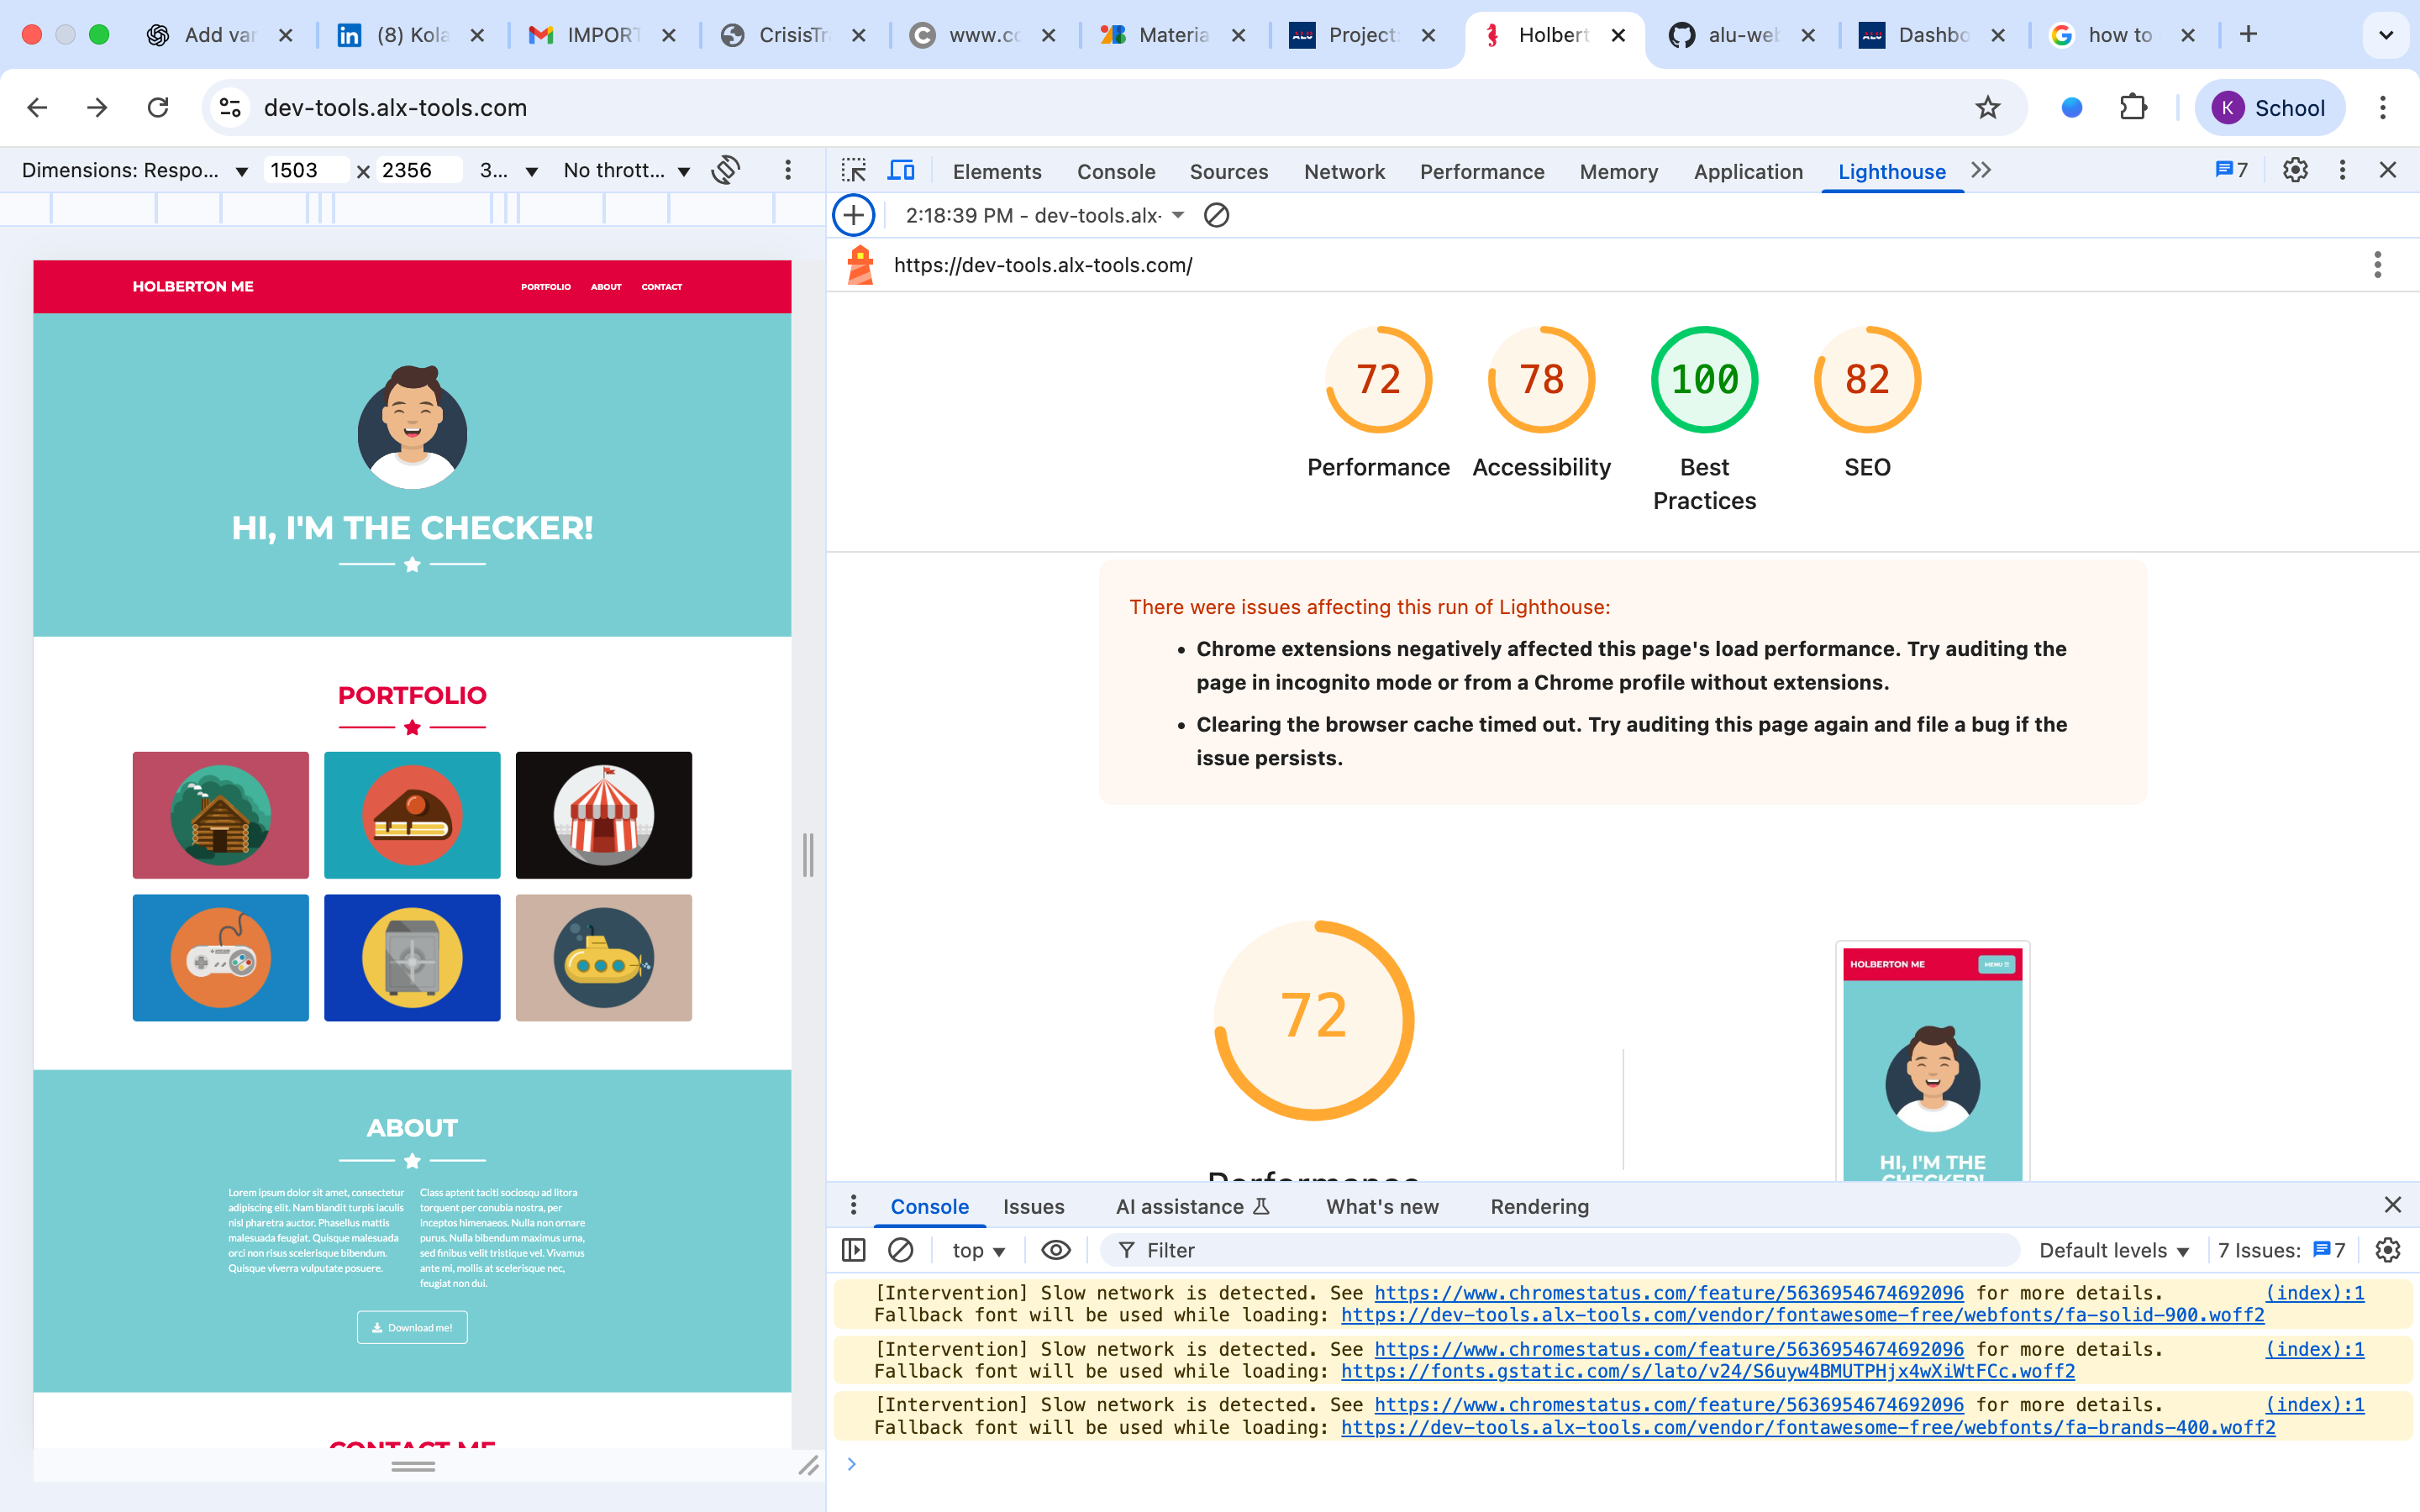 Add var
(8) Kola
IMPORT
CrisisTr
www.co
Materia
Project
Holbert
alu-web
Dashbo
how to
dev-tools.alx-tools.com
K School
Dimensions: Respo... 1503 × 2356 3... No thrott...
Elements Console Sources Network Performance Memory Application Lighthouse 7
2:18:39 PM - dev-tools.alx-
https://dev-tools.alx-tools.com/
HOLBERTON ME PORTFOLIO ABOUT CONTACT
HI, I'M THE CHECKER!
PORTFOLIO
ABOUT
Lorem ipsum dolor sit amet, consectetur
adipiscing elit. Nam blandit turpis iaculis
nisl pharetra auctor. Phasellus mattis
malesuada feugiat. Quisque malesuada
orci non risus scelerisque bibendum.
Quisque viverra vulputate posuere.
Class aptent taciti sociosqu ad litora
torquent per conubia nostra, per
inceptos himenaeos. Nulla non ornare
purus. Nulla bibendum maximus urna,
sed finibus velit tristique vel. Vivamus
ante mi, mollis at scelerisque nec,
feugiat non dui.
Download me!
CONTACT ME
72 78 100 82
Performance Accessibility Best Practices SEO
There were issues affecting this run of Lighthouse:
• Chrome extensions negatively affected this page's load performance. Try auditing the
page in incognito mode or from a Chrome profile without extensions.
• Clearing the browser cache timed out. Try auditing this page again and file a bug if the
issue persists.
72
Performance
HOLBERTON ME MENU
HI, I'M THE
CHECKER!
Console Issues AI assistance What's new Rendering
top Filter Default levels 7 Issues: 7
[Intervention] Slow network is detected. See https://www.chromestatus.com/feature/5636954674692096 for more details. (index):1
Fallback font will be used while loading: https://dev-tools.alx-tools.com/vendor/fontawesome-free/webfonts/fa-solid-900.woff2
[Intervention] Slow network is detected. See https://www.chromestatus.com/feature/5636954674692096 for more details. (index):1
Fallback font will be used while loading: https://fonts.gstatic.com/s/lato/v24/S6uyw4BMUTPHjx4wXiWtFCc.woff2
[Intervention] Slow network is detected. See https://www.chromestatus.com/feature/5636954674692096 for more details. (index):1
Fallback font will be used while loading: https://dev-tools.alx-tools.com/vendor/fontawesome-free/webfonts/fa-brands-400.woff2